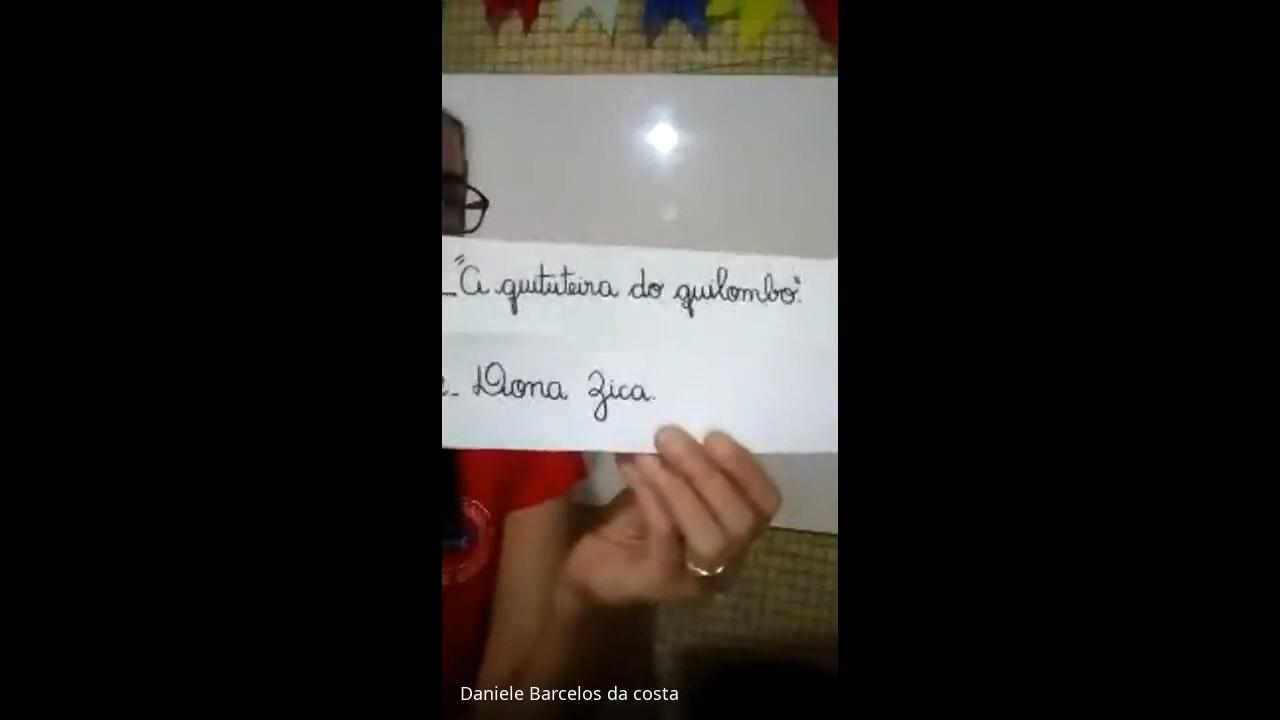 _ "A quituteira do quilombo".
- Dona Zica.
Daniele Barcelos da costa